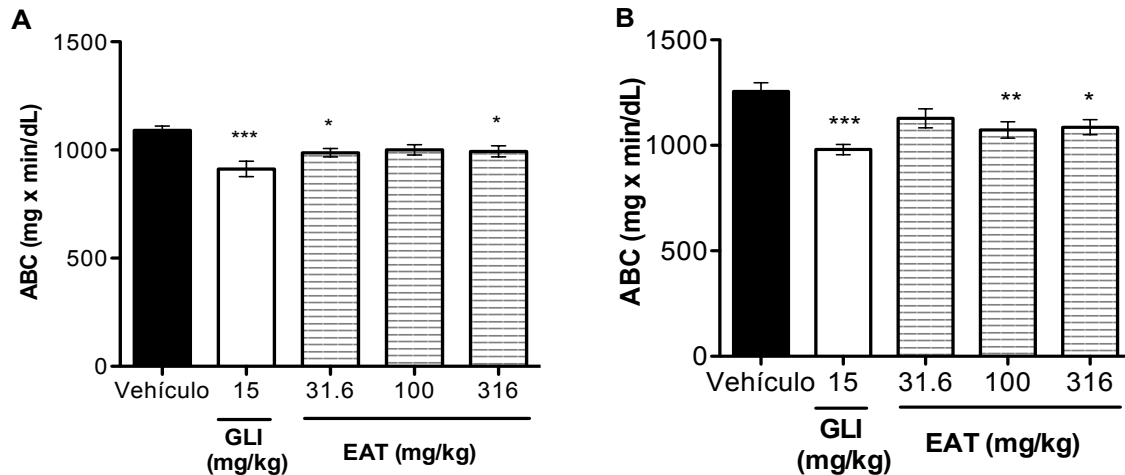 A
ABC (mg x min/dL)
1500
1000
500
0
***
*
*
Vehículo 15 31.6 100 316
GLI
(mg/kg)
EAT (mg/kg)
B
ABC (mg x min/dL)
1500
1000
500
0
***
**
*
Vehículo 15 31.6 100 316
GLI
(mg/kg)
EAT (mg/kg)